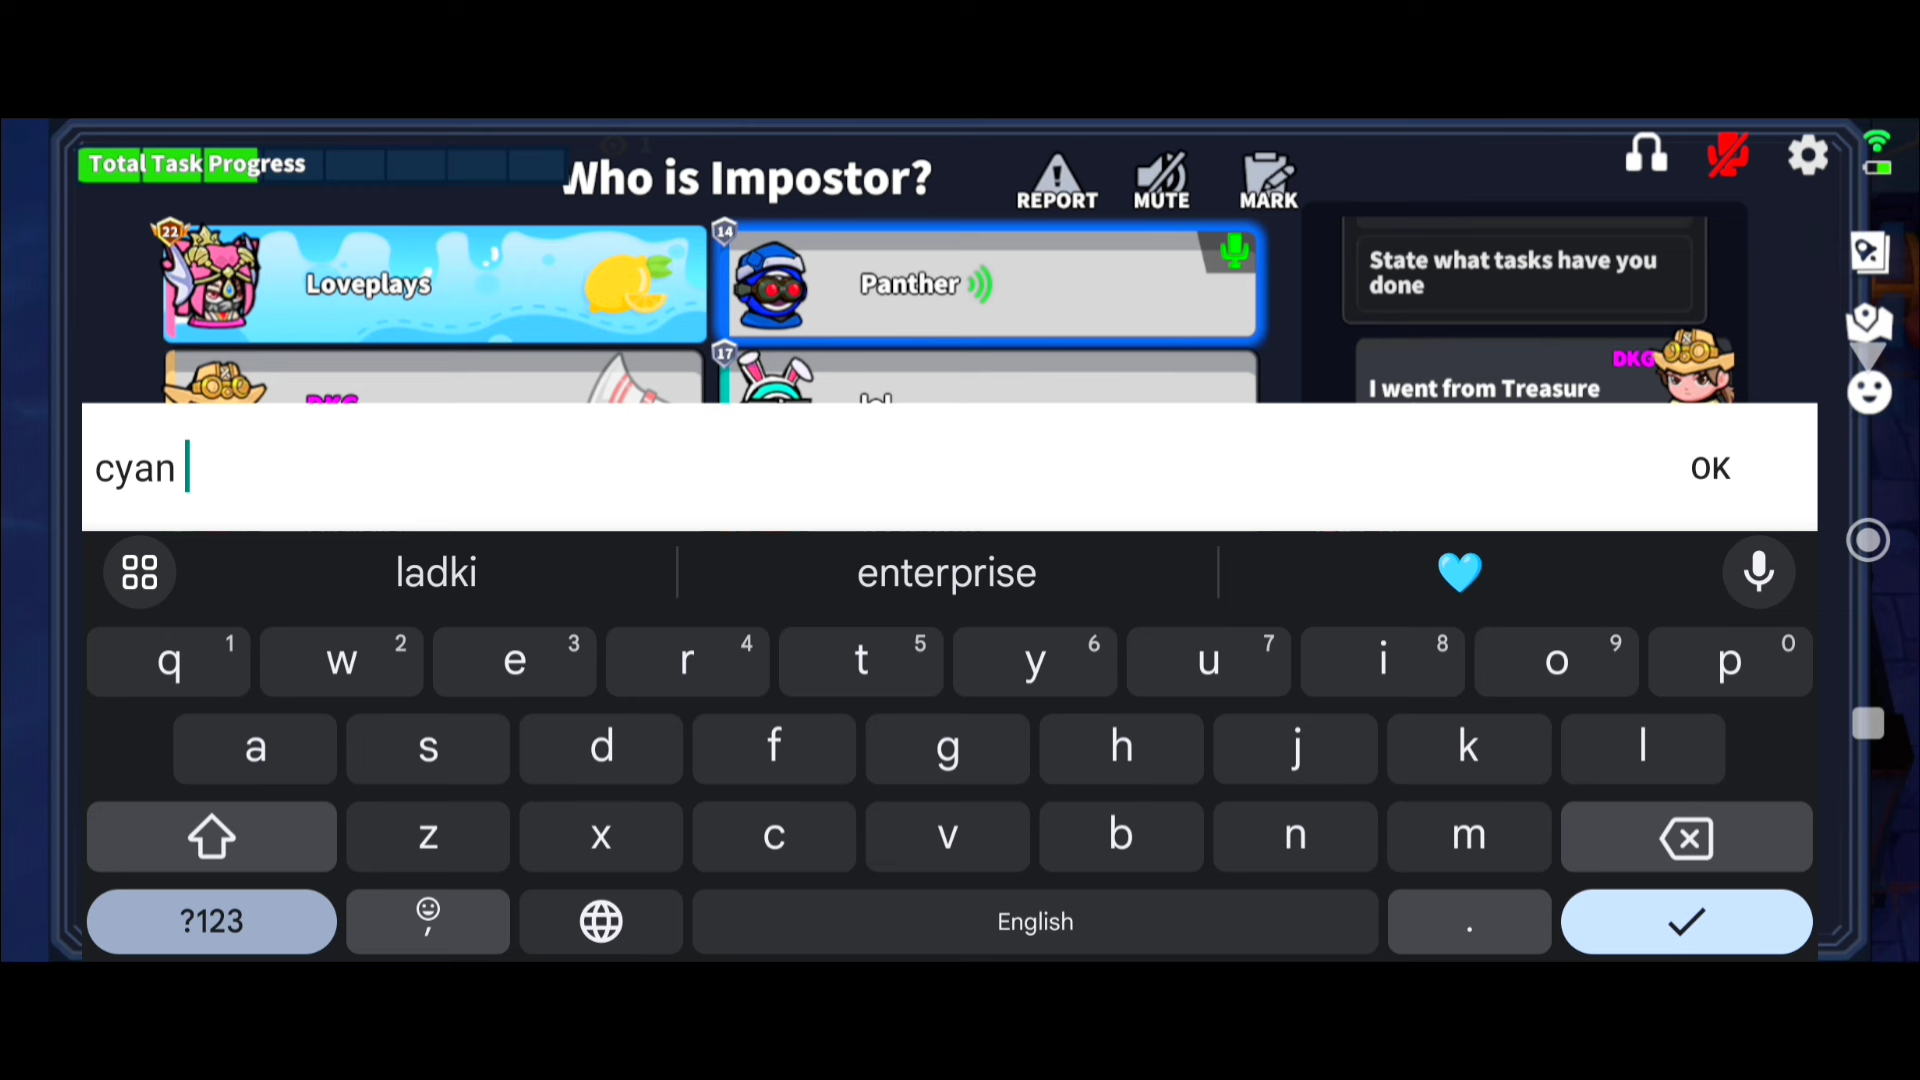 Total Task Progress
Who is Impostor?
REPORT
MUTE
MARK
22
Loveplays
14
Panther
State what tasks have you
done
DKG
17
lol
DKG
I went from Treasure
cyan
OK
ladki
enterprise
q 1 w 2 e 3 r 4 t 5 y 6 u 7 i 8 o 9 p 0
a s d f g h j k l
z x c v b n m
?123 , English .